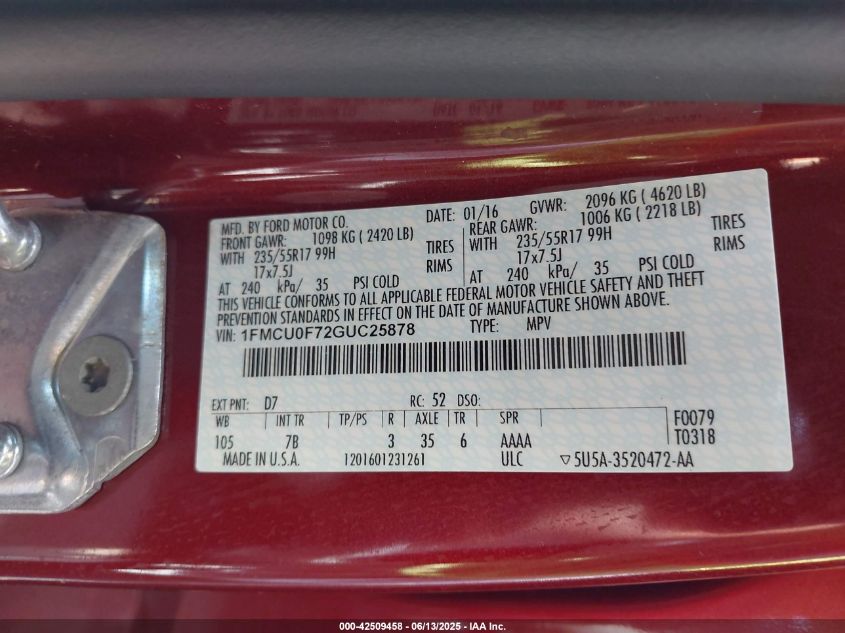 MFD. BY FORD MOTOR CO. DATE: 01/16 GVWR: 2096 KG ( 4620 LB)
FRONT GAWR: 1098 KG ( 2420 LB) REAR GAWR: 1006 KG ( 2218 LB)
WITH 235/55R17 99H TIRES WITH 235/55R17 99H TIRES
17x7.5J RIMS 17x7.5J RIMS
AT 240 kPa/ 35 PSI COLD AT 240 kPa/ 35 PSI COLD
THIS VEHICLE CONFORMS TO ALL APPLICABLE FEDERAL MOTOR VEHICLE SAFETY AND THEFT
PREVENTION STANDARDS IN EFFECT ON THE DATE OF MANUFACTURE SHOWN ABOVE.
VIN: 1FMCU0F72GUC25878 TYPE: MPV
EXT PNT: D7 RC: 52 DSO:
WB INT TR TP/PS R AXLE TR SPR F0079
105 7B 3 35 6 AAAA T0318
MADE IN U.S.A. 1201601231261 ULC ▽5U5A-3520472-AA
000-42509458 - 06/13/2025 - IAA Inc.